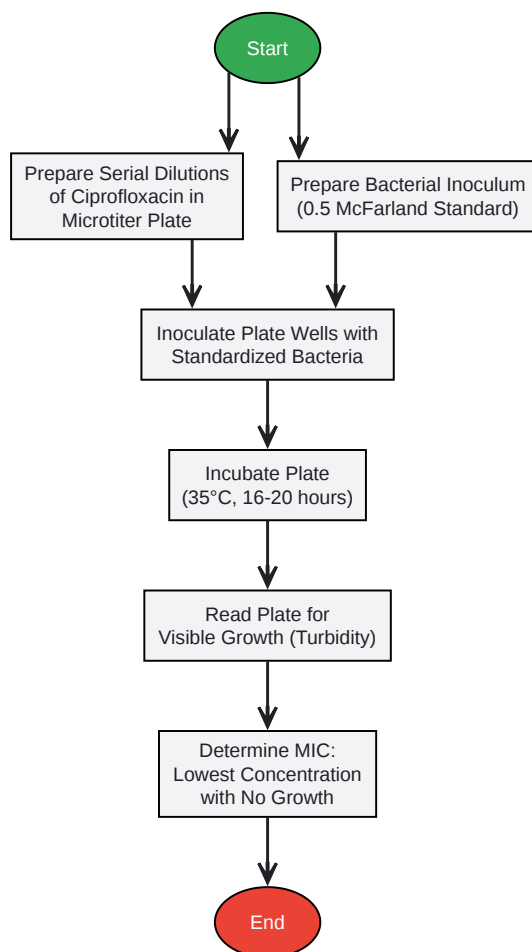 Start
Prepare Serial Dilutions
of Ciprofloxacin in
Microtiter Plate
Prepare Bacterial Inoculum
(0.5 McFarland Standard)
Inoculate Plate Wells with
Standardized Bacteria
Incubate Plate
(35°C, 16-20 hours)
Read Plate for
Visible Growth (Turbidity)
Determine MIC:
Lowest Concentration
with No Growth
End